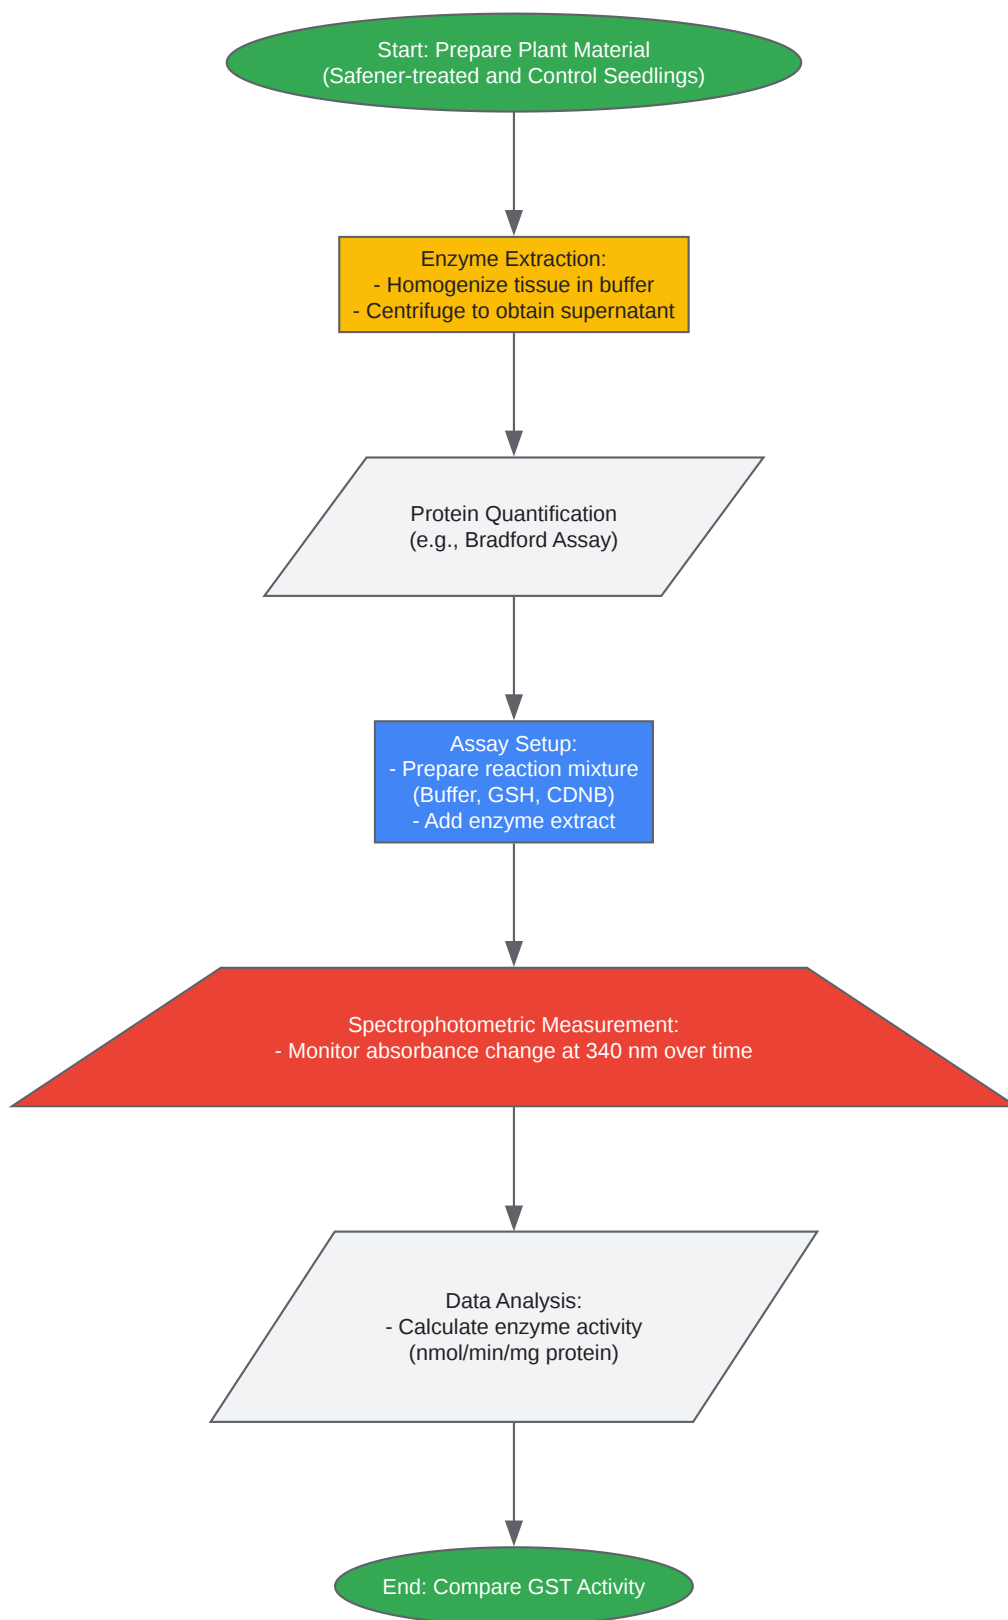 Start: Prepare Plant Material
(Safener-treated and Control Seedlings)
Enzyme Extraction:
- Homogenize tissue in buffer
- Centrifuge to obtain supernatant
Protein Quantification
(e.g., Bradford Assay)
Assay Setup:
- Prepare reaction mixture
(Buffer, GSH, CDNB)
- Add enzyme extract
Spectrophotometric Measurement:
- Monitor absorbance change at 340 nm over time
Data Analysis:
- Calculate enzyme activity
(nmol/min/mg protein)
End: Compare GST Activity